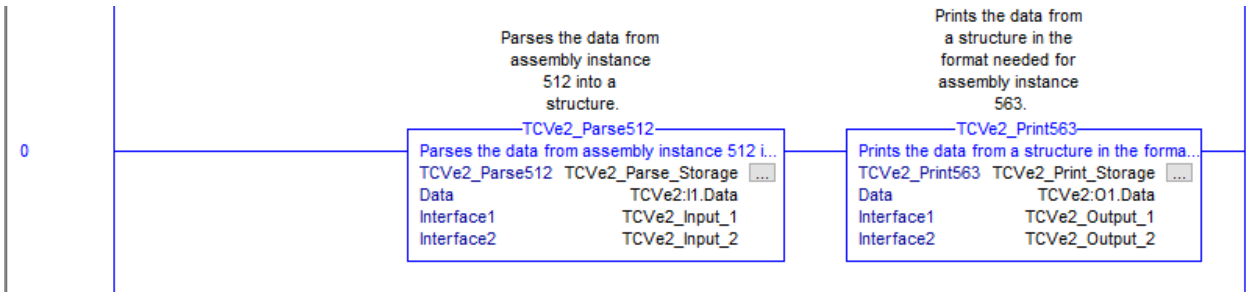 Parses the data from
assembly instance
512 into a
structure.
Prints the data from
a structure in the
format needed for
assembly instance
563.
0
TCVe2_Parse512
Parses the data from assembly instance 512 i...
TCVe2_Parse512 TCVe2_Parse_Storage ...
Data TCVe2:I1.Data
Interface1 TCVe2_Input_1
Interface2 TCVe2_Input_2
TCVe2_Print563
Prints the data from a structure in the forma...
TCVe2_Print563 TCVe2_Print_Storage ...
Data TCVe2:O1.Data
Interface1 TCVe2_Output_1
Interface2 TCVe2_Output_2